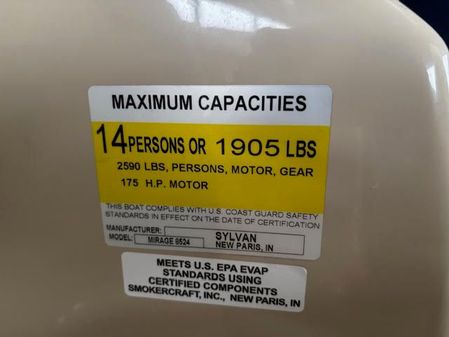 MAXIMUM CAPACITIES
14 PERSONS OR 1905 LBS
2590 LBS, PERSONS, MOTOR, GEAR
175 H.P. MOTOR
THIS BOAT COMPLIES WITH U.S. COAST GUARD SAFETY
STANDARDS IN EFFECT ON THE DATE OF CERTIFICATION
MANUFACTURER: SYLVAN
MODEL: MIRAGE 8524 NEW PARIS, IN
MEETS U.S. EPA EVAP
STANDARDS USING
CERTIFIED COMPONENTS
SMOKERCRAFT, INC., NEW PARIS, IN